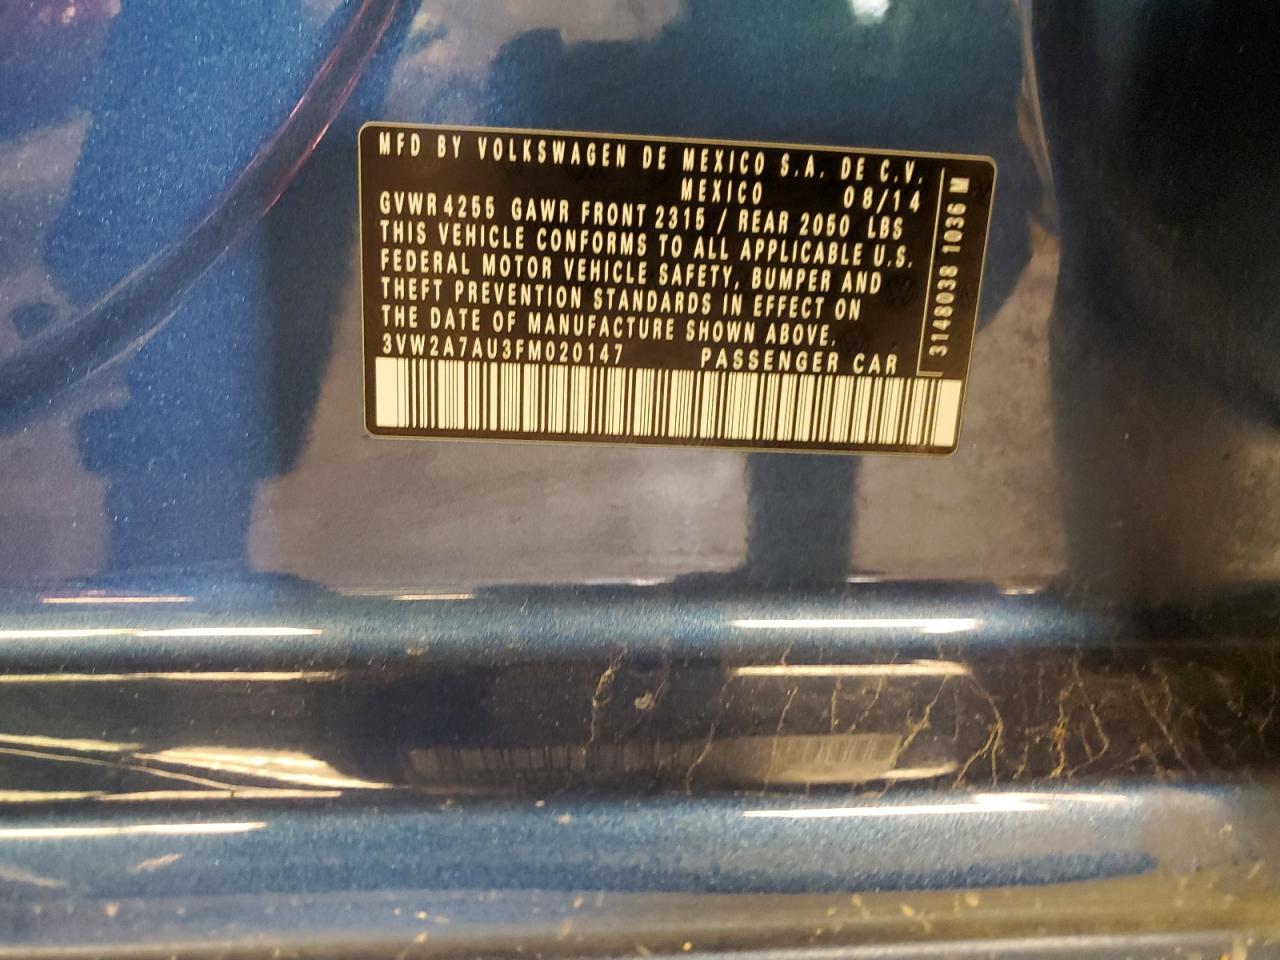 MFD BY VOLKSWAGEN DE MEXICO S.A. DE C.V.
MEXICO 08/14
GVWR 4255 GAWR FRONT 2315 / REAR 2050 LBS
THIS VEHICLE CONFORMS TO ALL APPLICABLE U.S.
FEDERAL MOTOR VEHICLE SAFETY, BUMPER AND
THEFT PREVENTION STANDARDS IN EFFECT ON
THE DATE OF MANUFACTURE SHOWN ABOVE.
3VW2A7AU3FM020147 PASSENGER CAR
3148038 1036 M